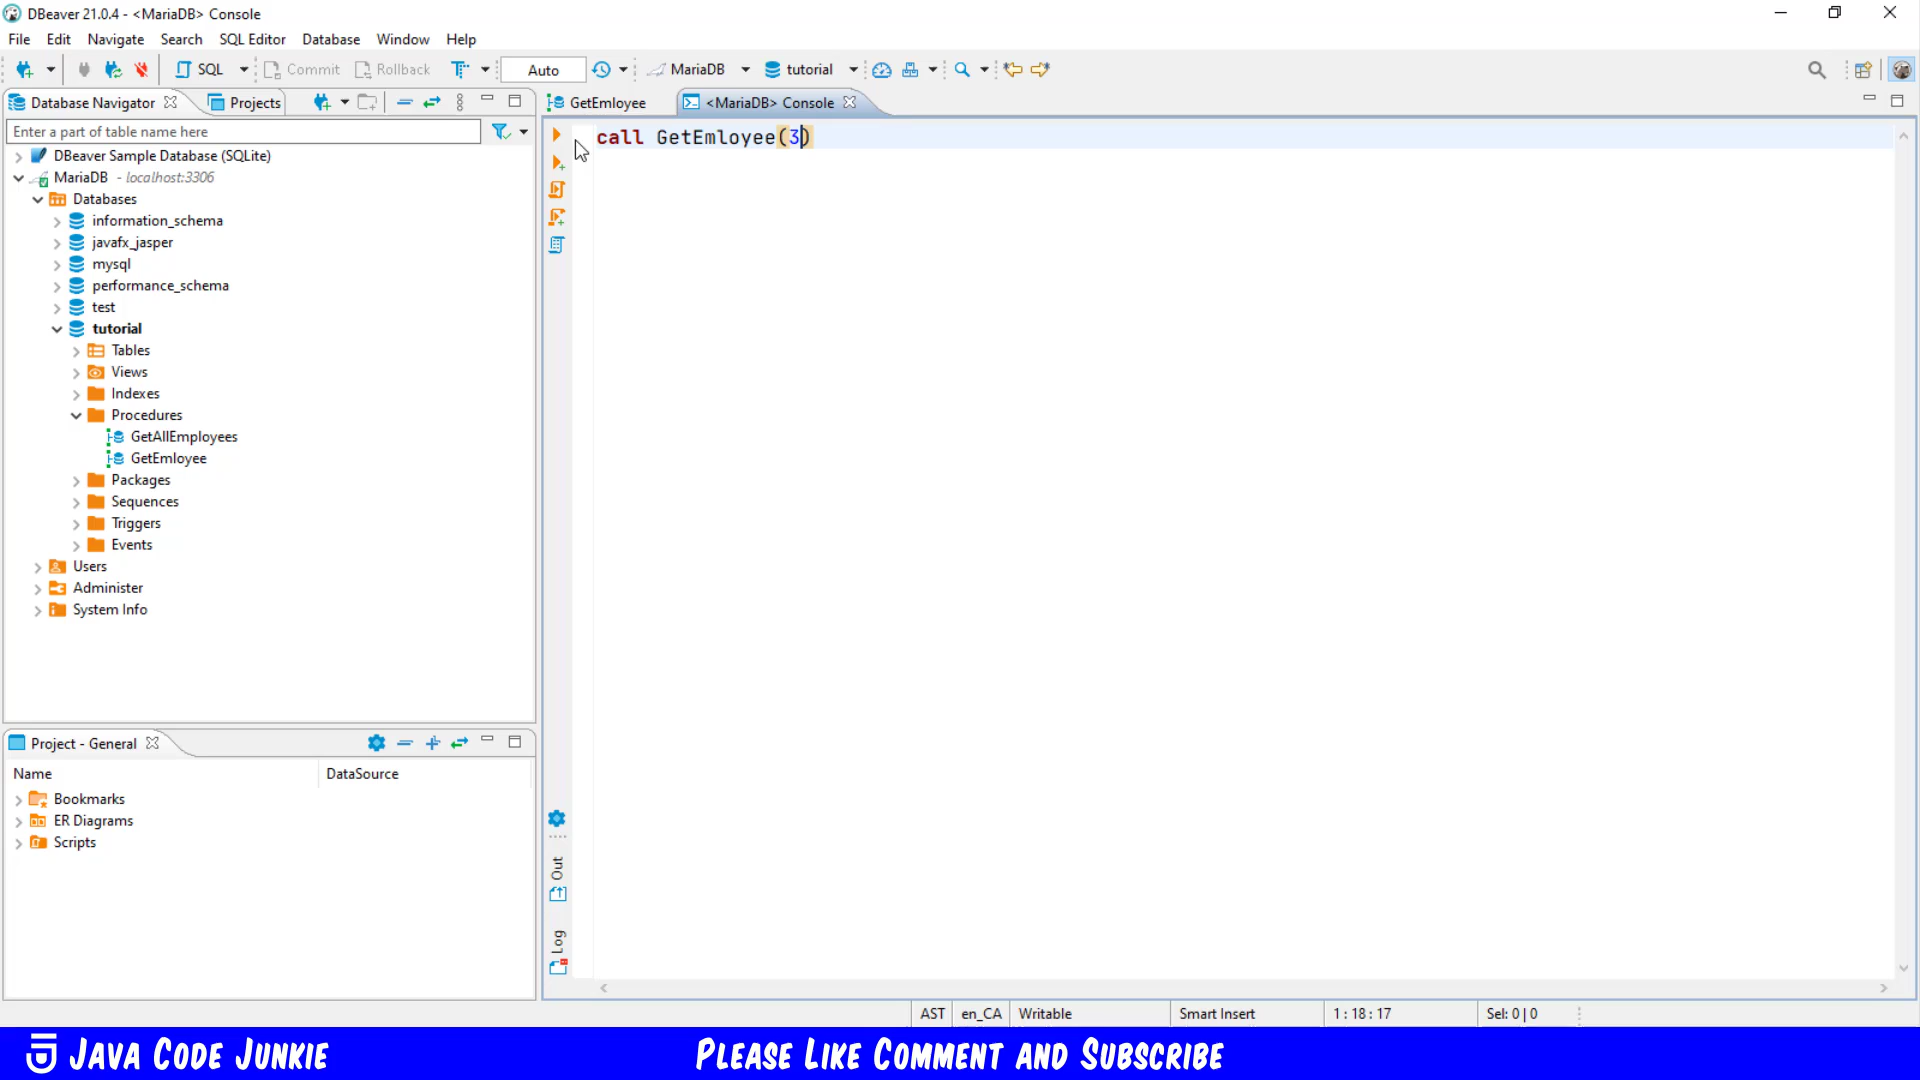 DBeaver 21.0.4 - <MariaDB> Console
File Edit Navigate Search SQL Editor Database Window Help
SQL Commit Rollback Auto MariaDB tutorial
Database Navigator Projects
GetEmloyee <MariaDB> Console
Enter a part of table name here
call GetEmloyee(3)
DBeaver Sample Database (SQLite)
MariaDB - localhost:3306
Databases
information_schema
javafx_jasper
mysql
performance_schema
test
tutorial
Tables
Views
Indexes
Procedures
GetAllEmployees
GetEmloyee
Packages
Sequences
Triggers
Events
Users
Administer
System Info
Project - General
Name DataSource
Bookmarks
ER Diagrams
Scripts
Out
Log
AST en_CA Writable Smart Insert 1 : 18 : 17 Sel: 0 | 0
Java Code Junkie Please Like Comment and Subscribe